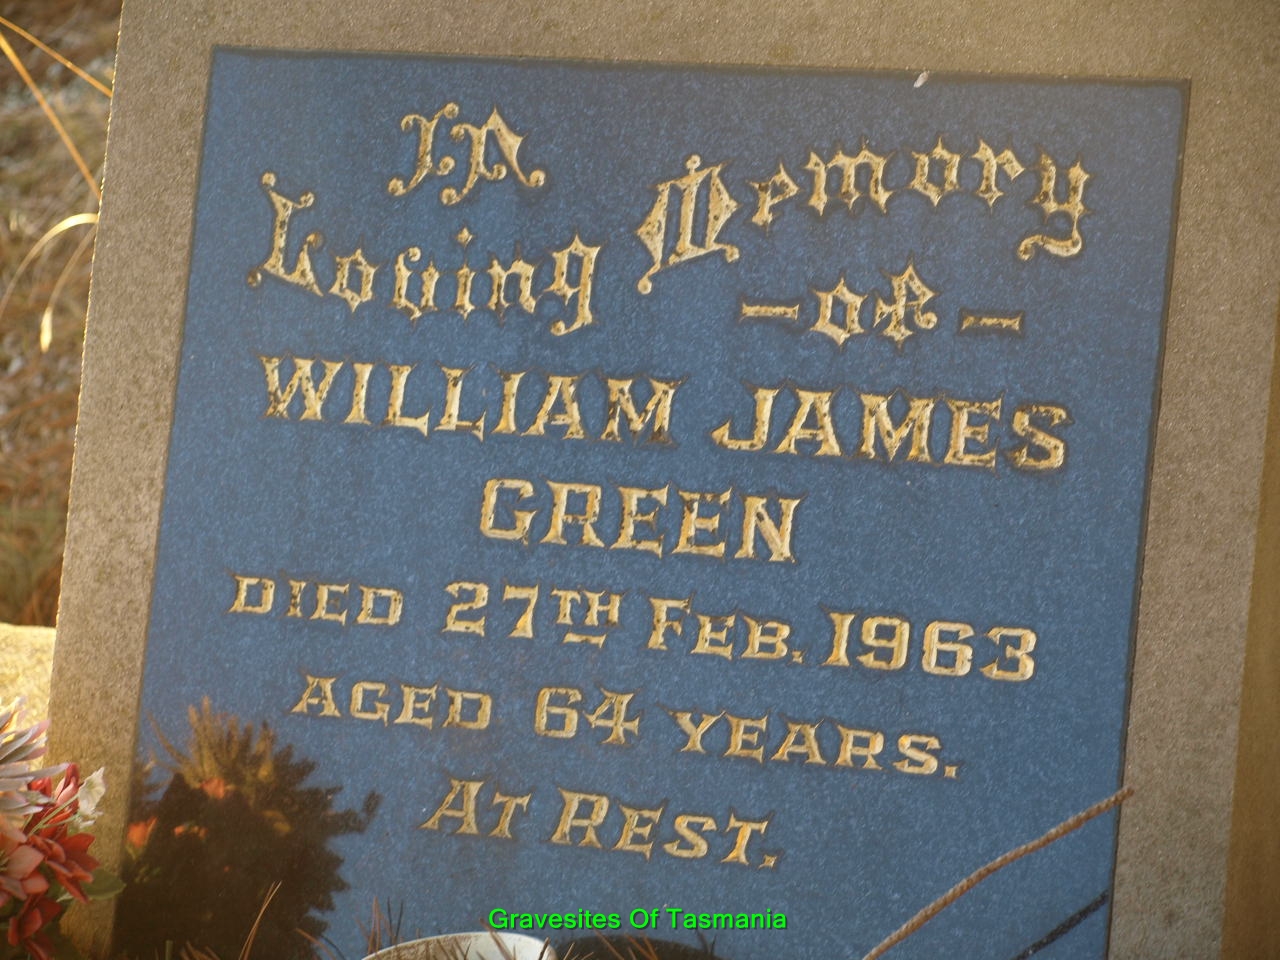 In
Loving Memory
- of -
WILLIAM JAMES
GREEN
DIED 27TH FEB. 1963
AGED 64 YEARS.
AT REST.
Gravesites Of Tasmania